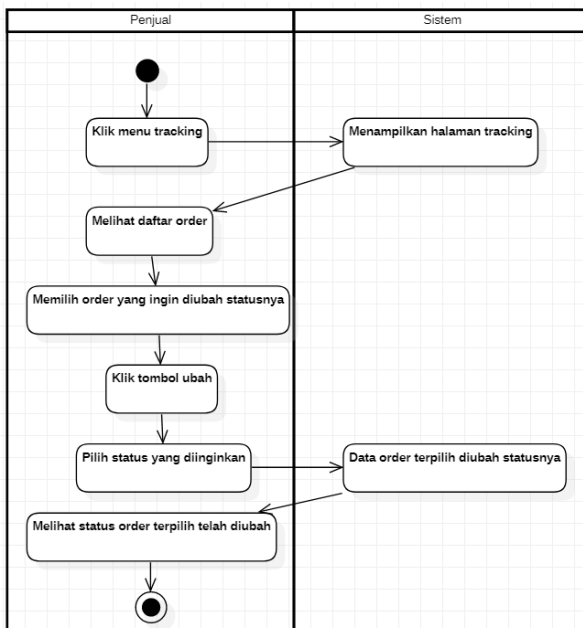 Penjual
Sistem
Klik menu tracking
Menampilkan halaman tracking
Melihat daftar order
Memilih order yang ingin diubah statusnya
Klik tombol ubah
Pilih status yang diinginkan
Data order terpilih diubah statusnya
Melihat status order terpilih telah diubah